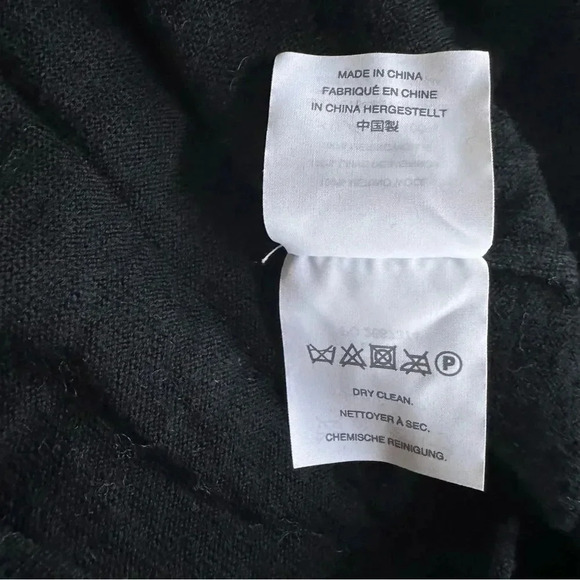 MADE IN CHINA
FABRIQUÉ EN CHINE
IN CHINA HERGESTELLT
中国製
P
DRY CLEAN.
NETTOYER À SEC.
CHEMISCHE REINIGUNG.